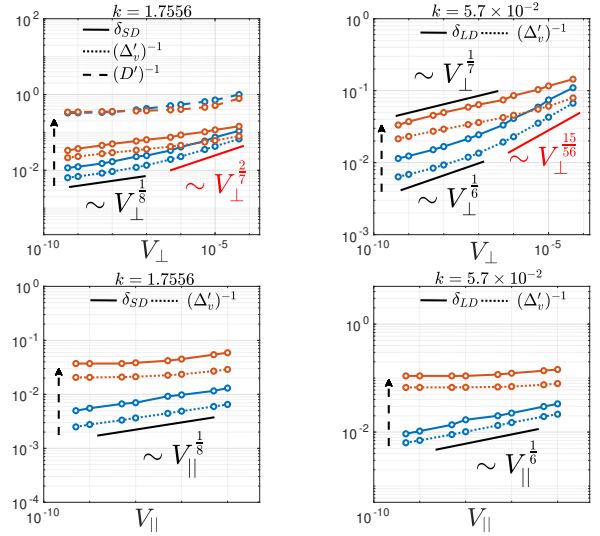 k = 1.7556
10^2
δ_SD
(Δ'_v)^-1
(D')^-1
10^0
10^-2
∼ V_⊥^{1/8}
∼ V_⊥^{2/7}
10^-10
10^-5
V_⊥
k = 5.7 × 10^-2
10^0
δ_LD (Δ'_v)^-1
∼ V_⊥^{1/7}
10^-1
10^-2
∼ V_⊥^{1/6}
∼ V_⊥^{15/56}
10^-3
10^-10
10^-5
V_⊥
k = 1.7556
10^0
δ_SD (Δ'_v)^-1
10^-1
10^-2
10^-3
∼ V_||^{1/8}
10^-4
10^-10
V_||
k = 5.7 × 10^-2
δ_LD (Δ'_v)^-1
10^0
10^-2
∼ V_||^{1/6}
10^-10
V_||